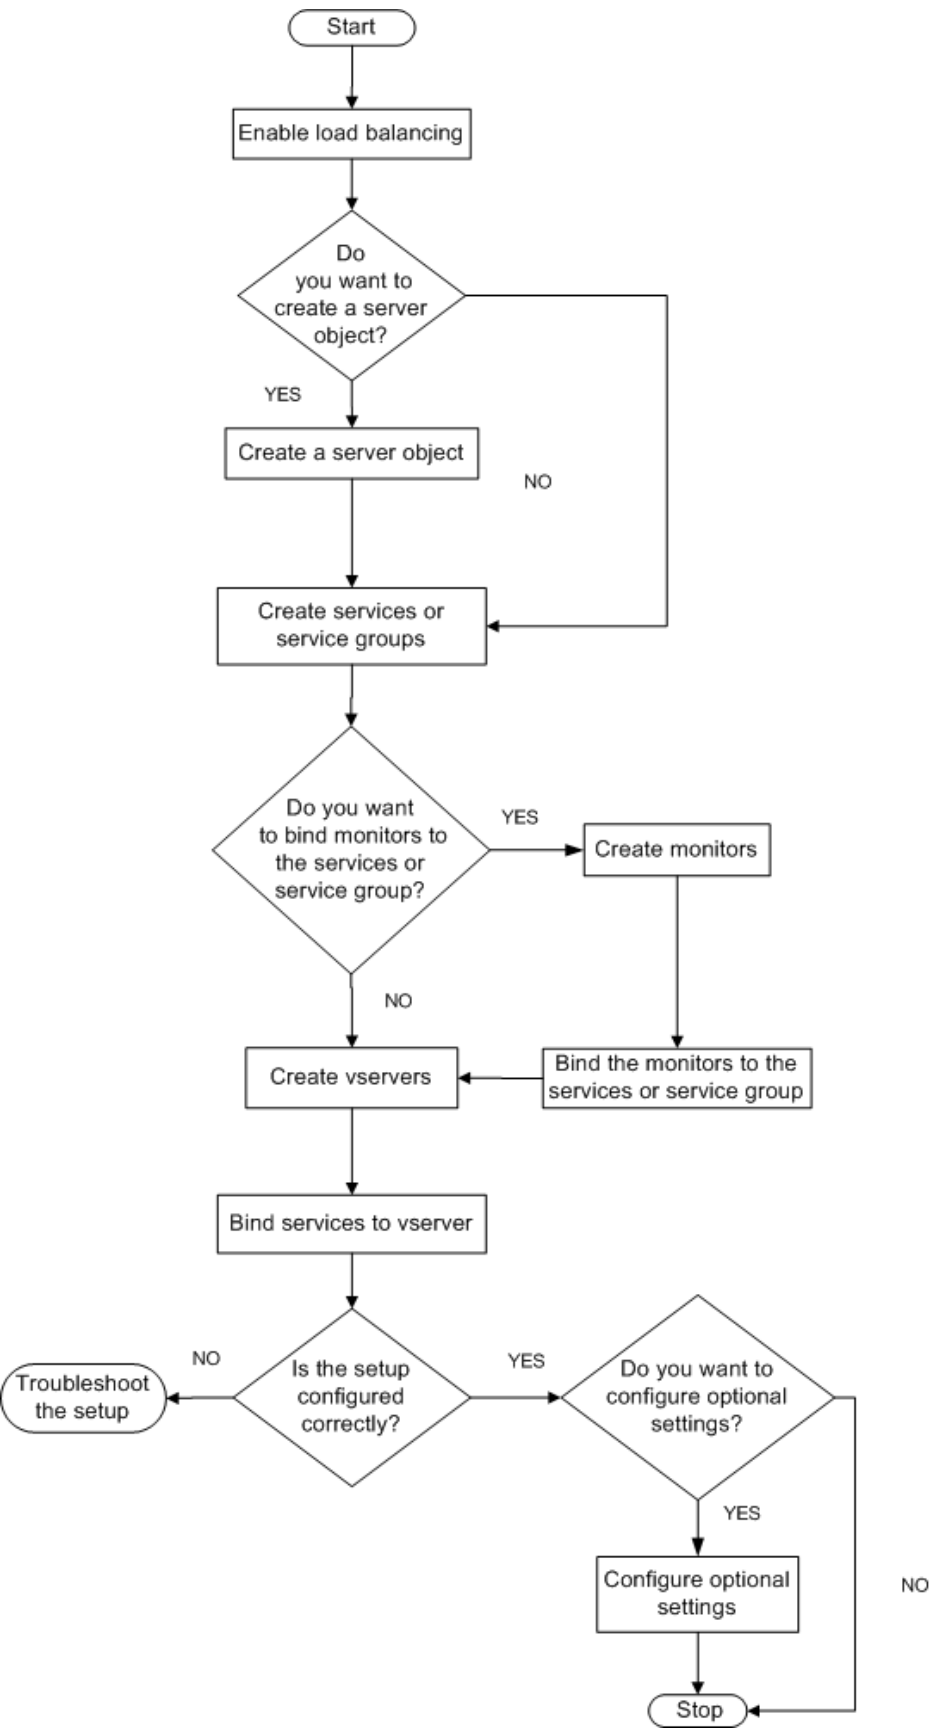 Start
Enable load balancing
Do
you want to
create a server
object?
YES
Create a server object
NO
Create services or
service groups
Do you want
to bind monitors to
the services or
service group?
YES
Create monitors
NO
Create vservers
Bind the monitors to the
services or service group
Bind services to vserver
Is the setup
configured
correctly?
NO
Troubleshoot
the setup
YES
Do you want to
configure optional
settings?
YES
Configure optional
settings
NO
Stop